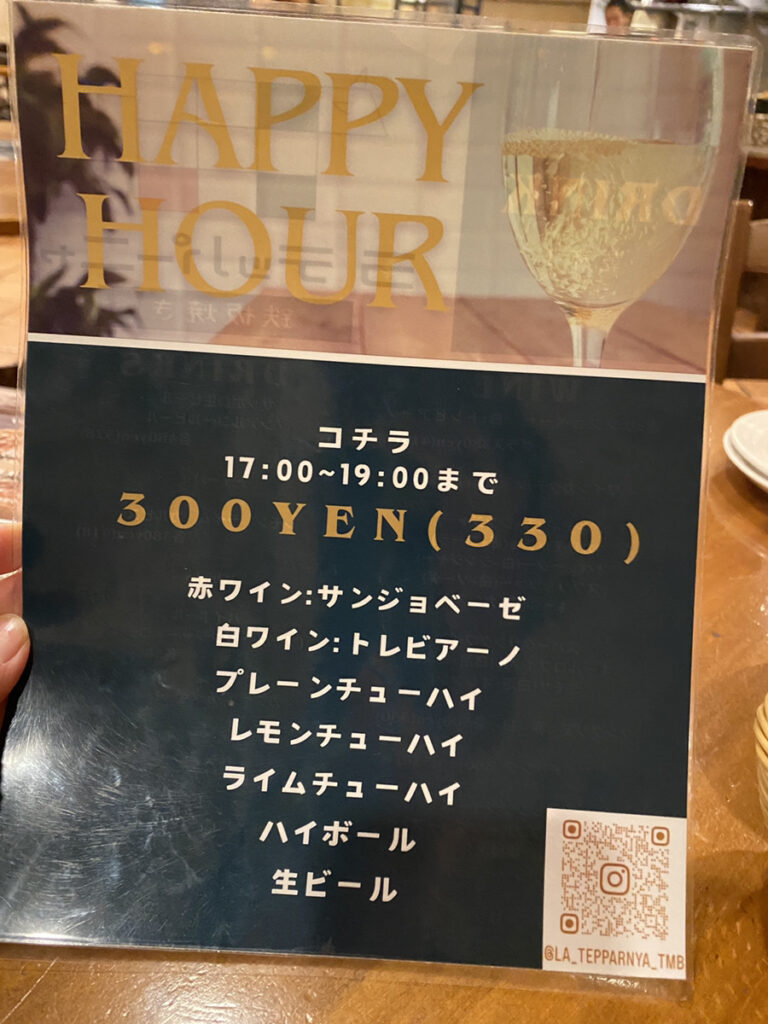 HAPPY
HOUR
コチラ
17:00~19:00まで
300YEN(330)
赤ワイン:サンジョベーゼ
白ワイン:トレビアーノ
プレーンチューハイ
レモンチューハイ
ライムチューハイ
ハイボール
生ビール
@LA_TEPPARNYA_TMB